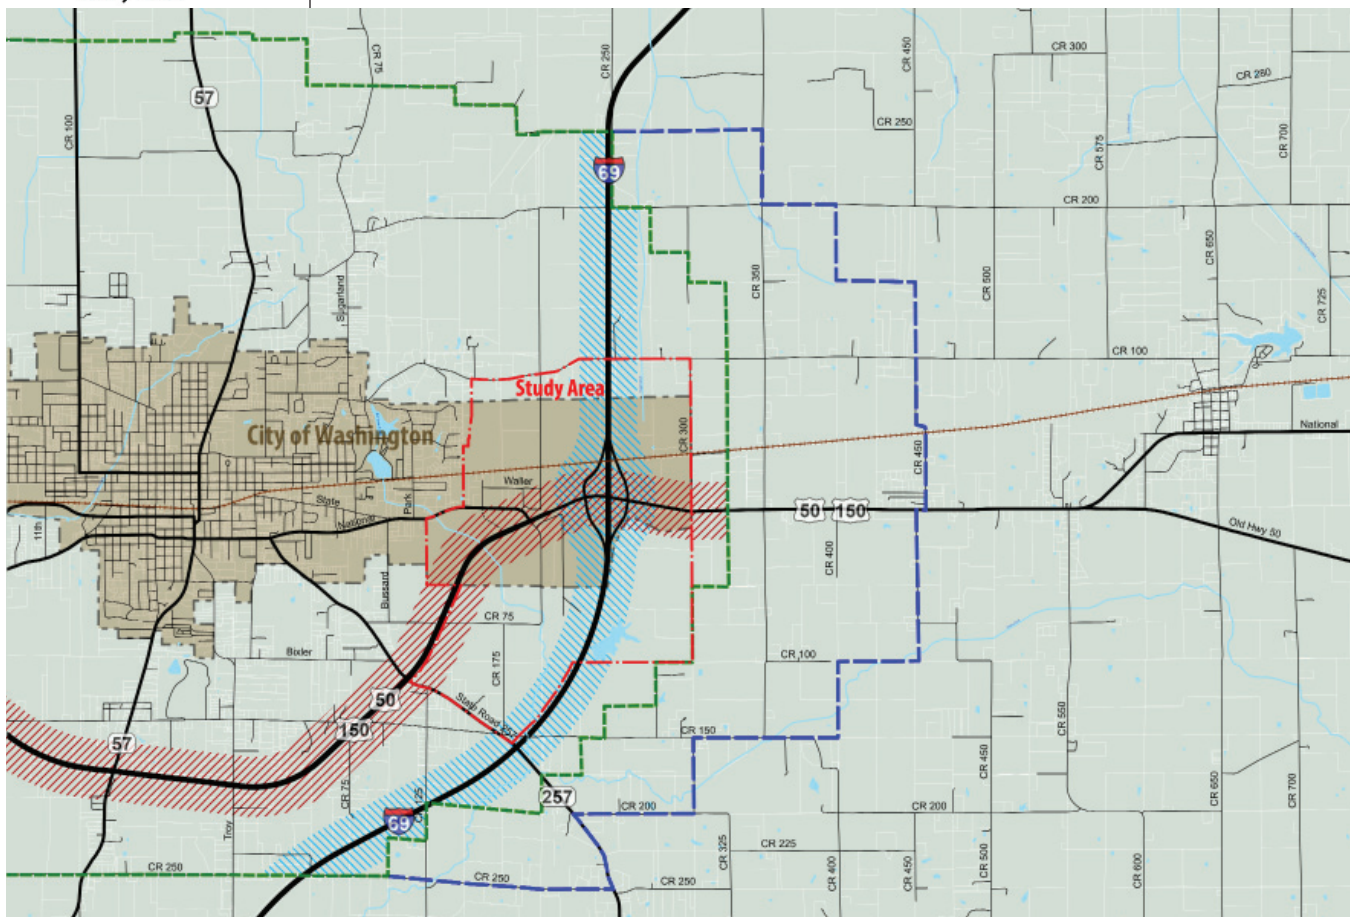 CR 75
CR 250
CR 450
CR 300
CR 280
57
CR 100
CR 250
CR 575
CR 700
69
CR 200
CR 650
CR 350
CR 500
CR 725
Sugarland
CR 100
Study Area
City of Washington
CR 300
CR 450
National
Waller
State
Park
National
50
150
11th
Old Hwy 50
CR 400
Bussard
CR 75
Bixler
CR 175
CR 100
50
State Road 257
150
CR 150
CR 550
57
CR 450
CR 75
CR 125
257
CR 650
CR 700
CR 200
CR 200
69
Troy
CR 325
CR 225
CR 500
CR 250
CR 250
CR 250
CR 400
CR 450
CR 600